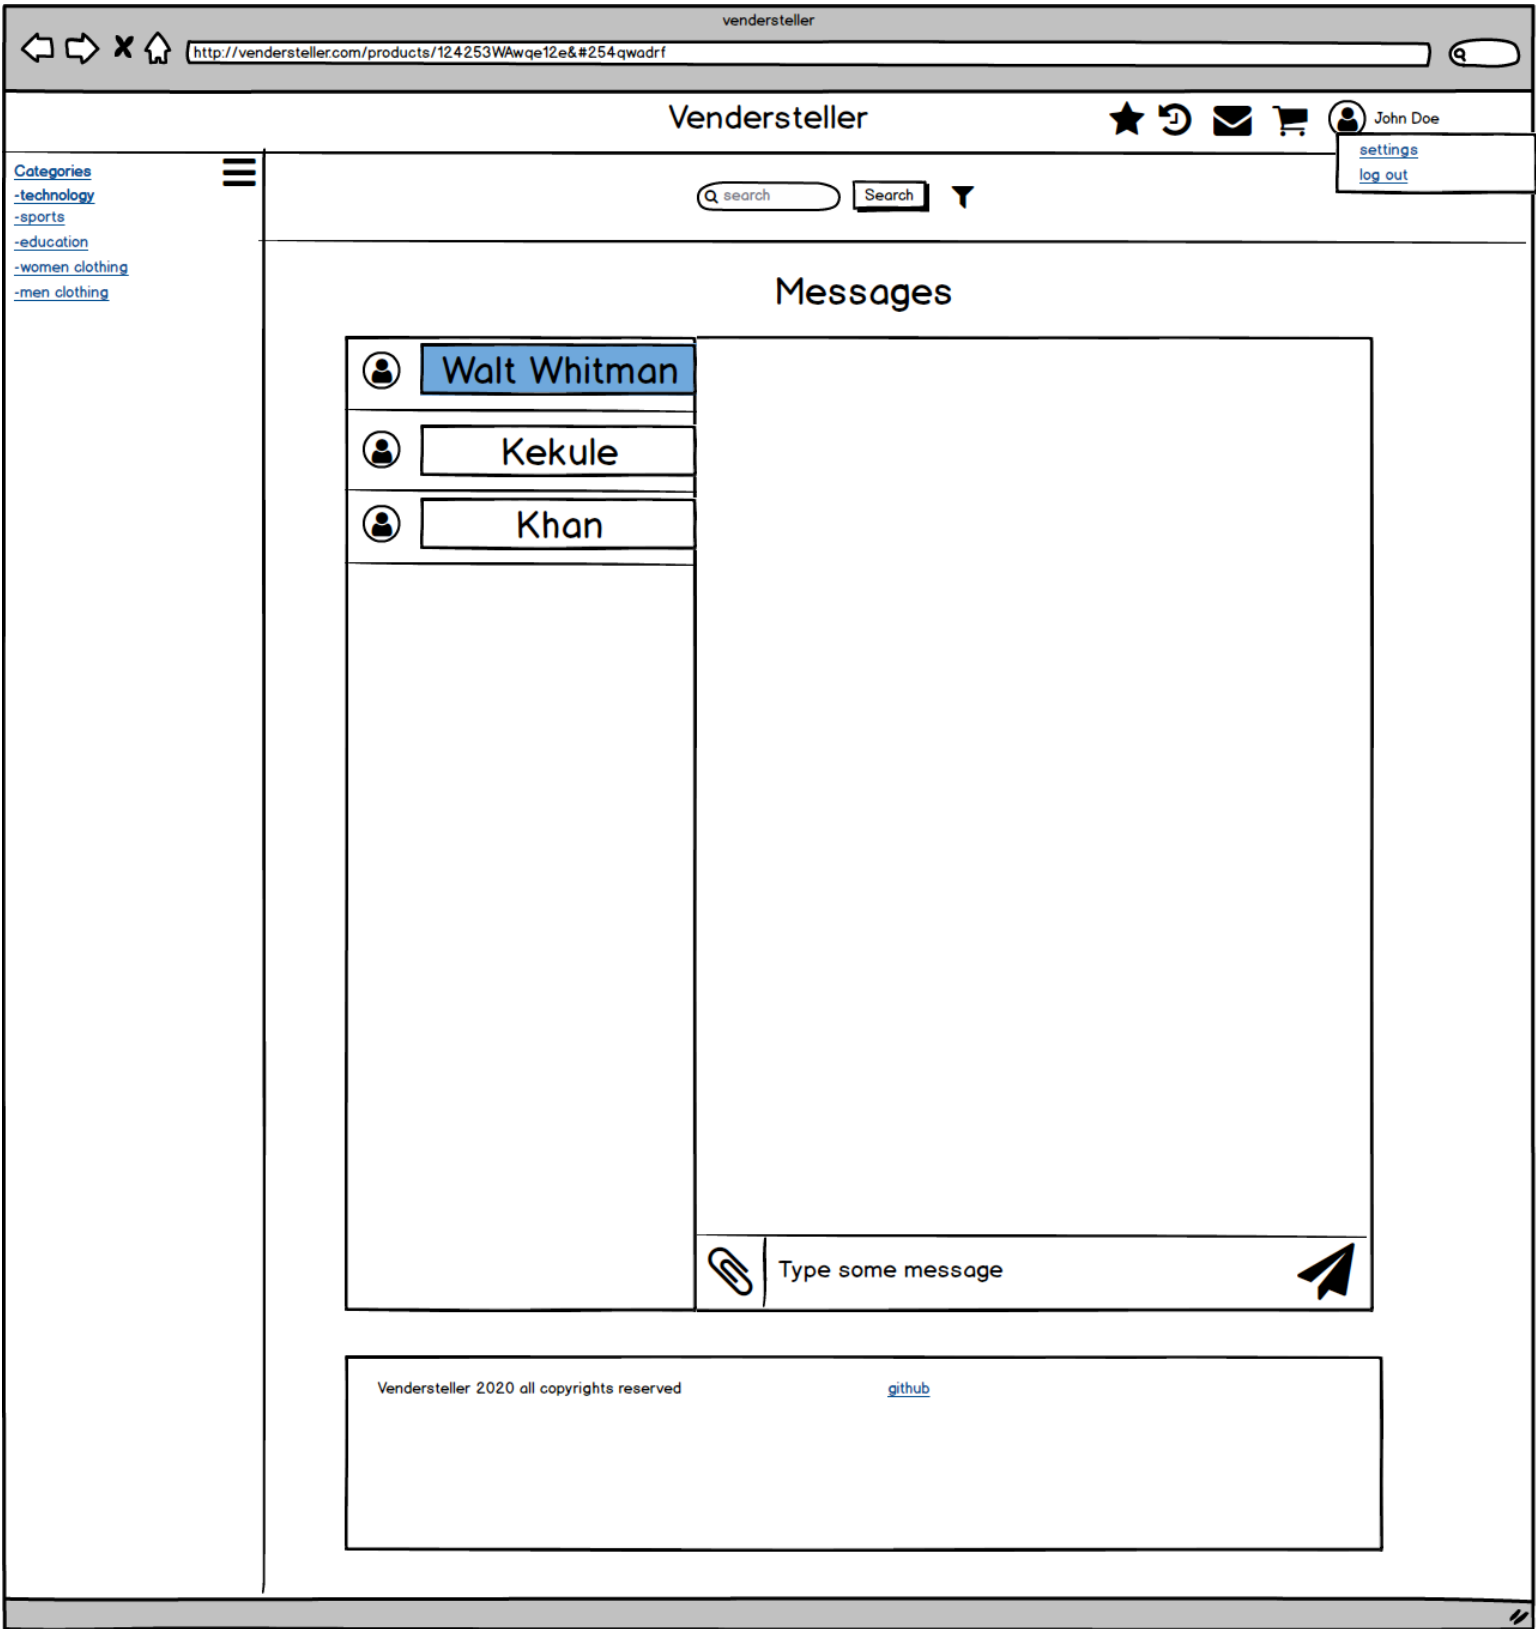 vendersteller
http://vendersteller.com/products/124253WAwqe12e&#254qwadrf
Vendersteller
John Doe
settings
log out
Categories
-technology
-sports
-education
-women clothing
-men clothing
search
Search
Messages
Walt Whitman
Kekule
Khan
Type some message
Vendersteller 2020 all copyrights reserved
github